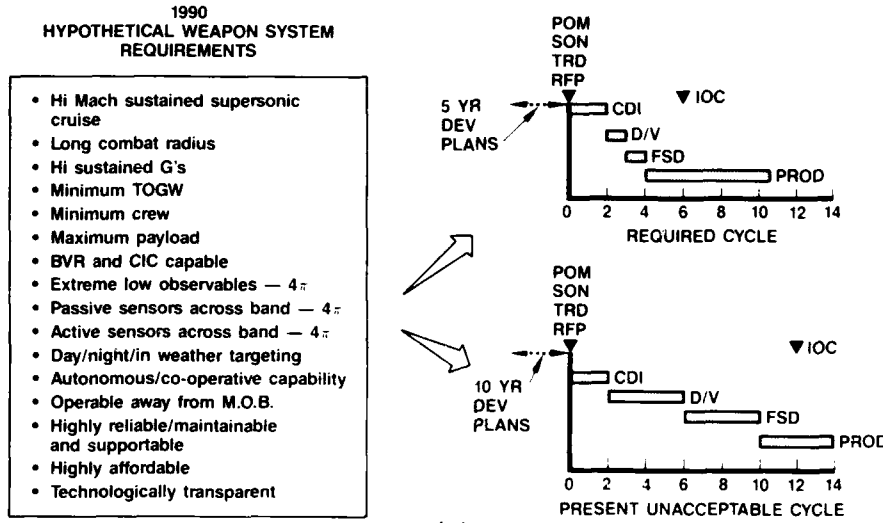 1990
HYPOTHETICAL WEAPON SYSTEM
REQUIREMENTS
• Hi Mach sustained supersonic
cruise
• Long combat radius
• Hi sustained G's
• Minimum TOGW
• Minimum crew
• Maximum payload
• BVR and CIC capable
• Extreme low observables — 4π
• Passive sensors across band — 4π
• Active sensors across band — 4π
• Day/night/in weather targeting
• Autonomous/co-operative capability
• Operable away from M.O.B.
• Highly reliable/maintainable
and supportable
• Highly affordable
• Technologically transparent
POM
SON
TRD
RFP
5 YR
DEV
PLANS
IOC
CDI
D/V
FSD
PROD
0 2 4 6 8 10 12 14
REQUIRED CYCLE
POM
SON
TRD
RFP
10 YR
DEV
PLANS
IOC
CDI
D/V
FSD
PROD
0 2 4 6 8 10 12 14
PRESENT UNACCEPTABLE CYCLE